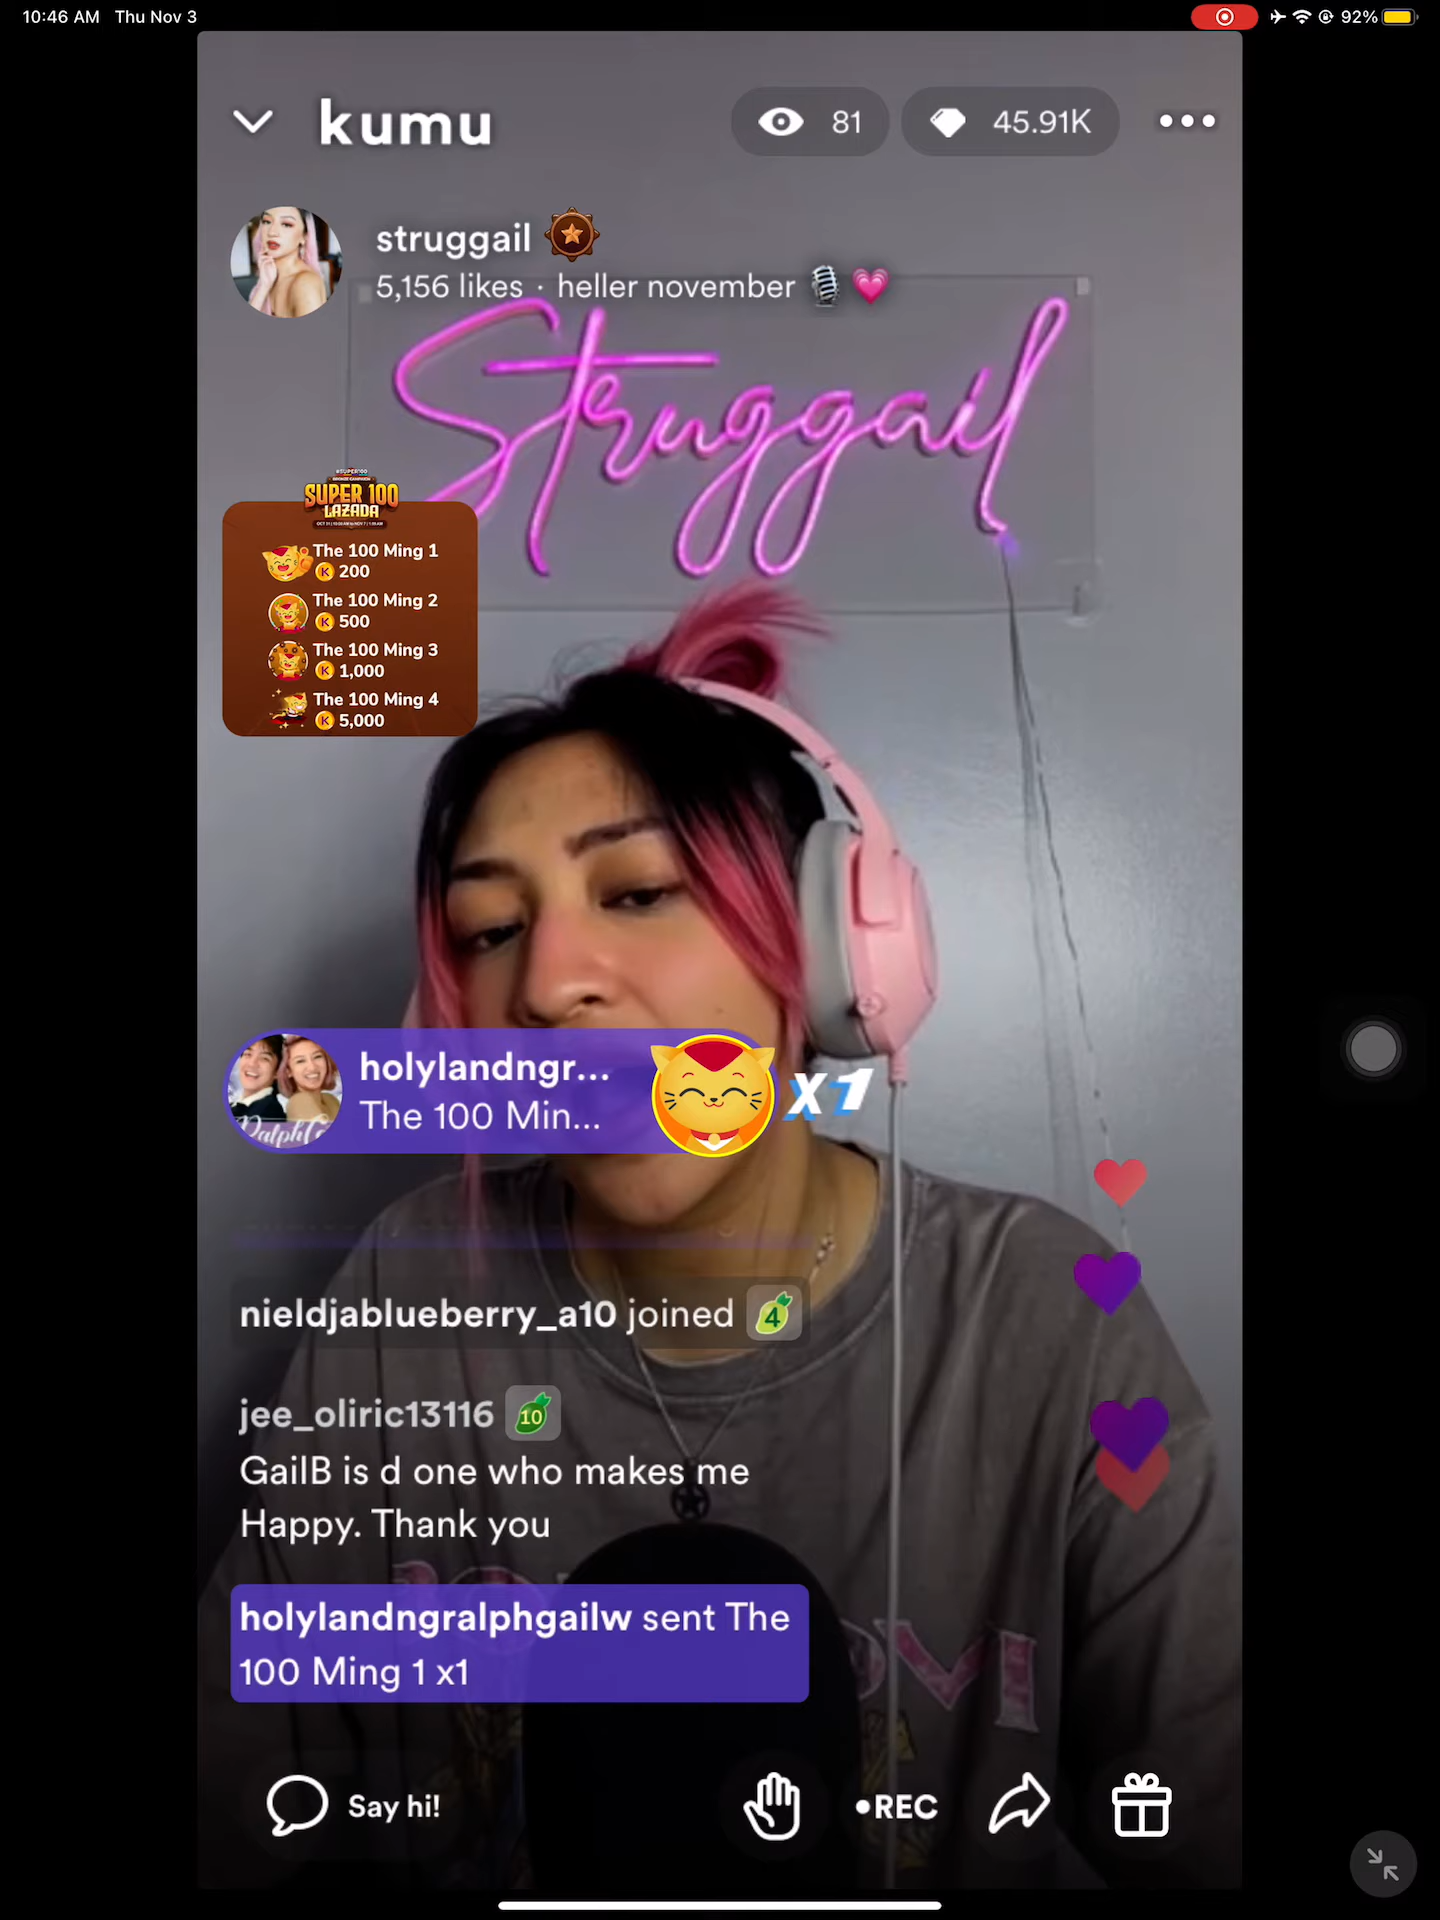 10:46 AM Thu Nov 3
92%
kumu
81
45.91K
struggail
5,156 likes · heller november
Struggail
SUPER 100
LAZADA
The 100 Ming 1
K 200
The 100 Ming 2
K 500
The 100 Ming 3
K 1,000
The 100 Ming 4
K 5,000
holylandngr...
The 100 Min...
X1
nieldjablueberry_a10 joined 4
jee_oliric13116 10
GailB is d one who makes me
Happy. Thank you
holylandngralphgailw sent The
100 Ming 1 x1
Say hi!
•REC